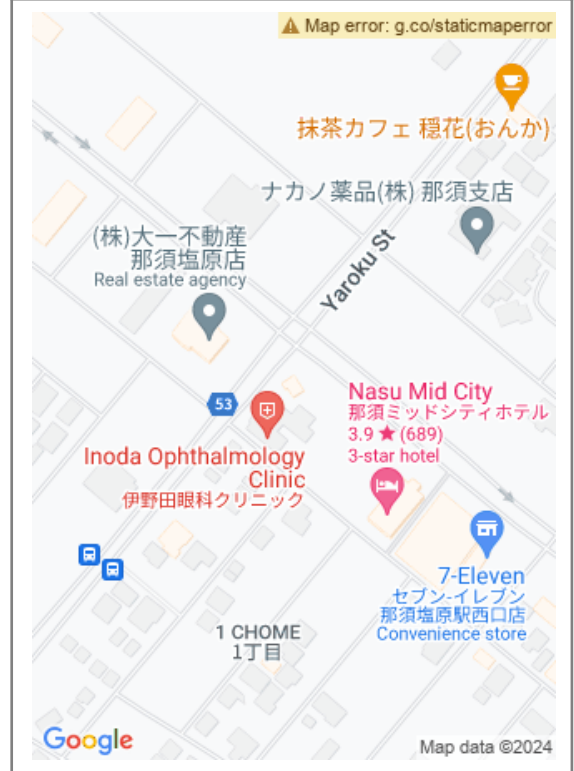 Map error: g.co/staticmaperror
抹茶カフェ 穏花(おんか)
ナカノ薬品(株) 那須支店
(株)大一不動産
那須塩原店
Real estate agency
Yaroku St
53
Nasu Mid City
那須ミッドシティホテル
3.9 ★ (689)
3-star hotel
Inoda Ophthalmology
Clinic
伊野田眼科クリニック
7-Eleven
セブン-イレブン
那須塩原駅西口店
Convenience store
1 CHOME
1丁目
Google
Map data ©2024